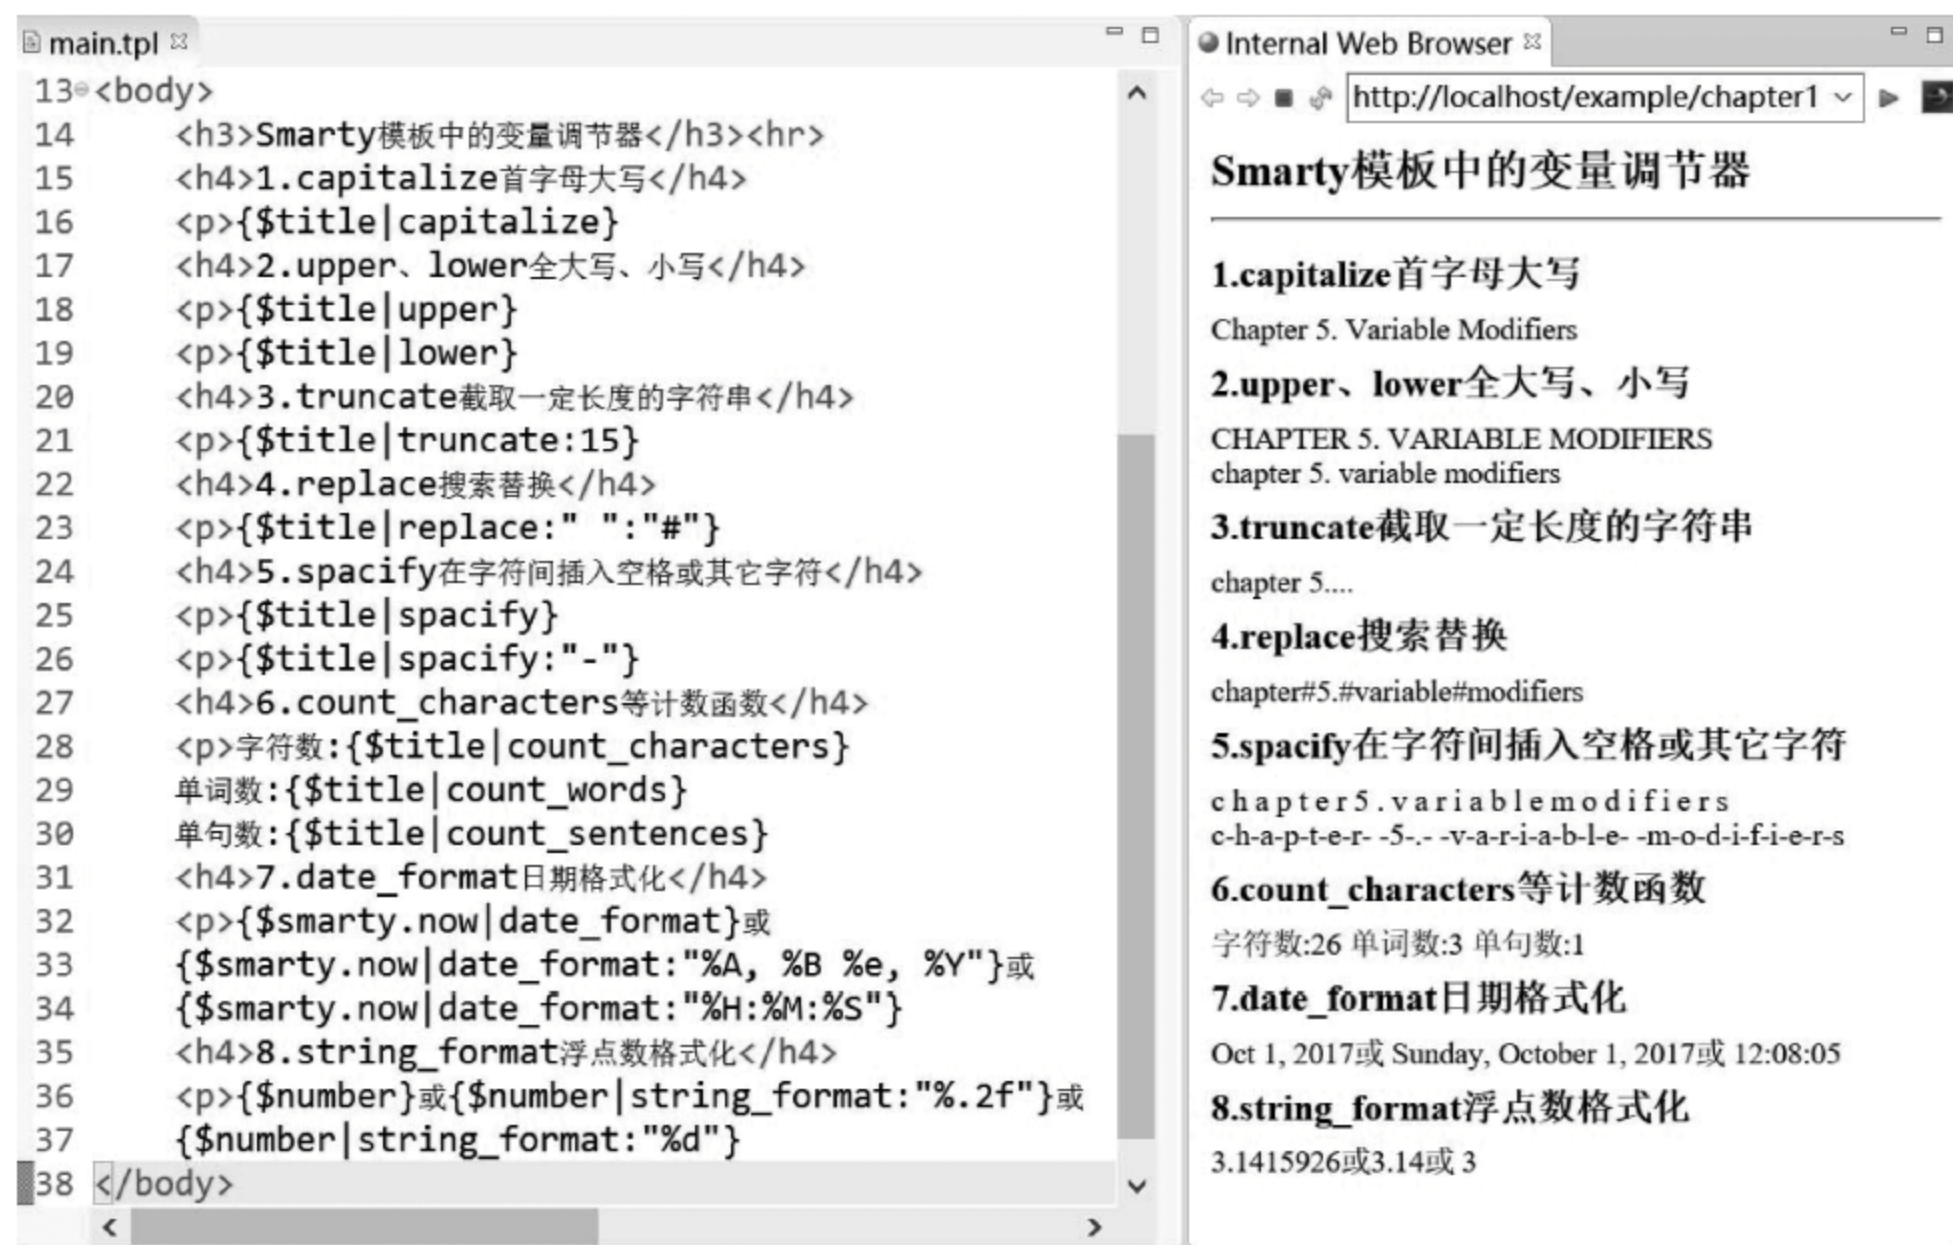 main.tpl
13 <body>
14 <h3>Smarty模板中的变量调节器</h3><hr>
15 <h4>1.capitalize首字母大写</h4>
16 <p>{$title|capitalize}
17 <h4>2.upper、lower全大写、小写</h4>
18 <p>{$title|upper}
19 <p>{$title|lower}
20 <h4>3.truncate截取一定长度的字符串</h4>
21 <p>{$title|truncate:15}
22 <h4>4.replace搜索替换</h4>
23 <p>{$title|replace:" ":"#"}
24 <h4>5.spacify在字符间插入空格或其它字符</h4>
25 <p>{$title|spacify}
26 <p>{$title|spacify:"-"}
27 <h4>6.count_characters等计数函数</h4>
28 <p>字符数:{$title|count_characters}
29 单词数:{$title|count_words}
30 单句数:{$title|count_sentences}
31 <h4>7.date_format日期格式化</h4>
32 <p>{$smarty.now|date_format}或
33 {$smarty.now|date_format:"%A, %B %e, %Y"}或
34 {$smarty.now|date_format:"%H:%M:%S"}
35 <h4>8.string_format浮点数格式化</h4>
36 <p>{$number}或{$number|string_format:"%.2f"}或
37 {$number|string_format:"%d"}
38 </body>
Internal Web Browser
http://localhost/example/chapter1
Smarty模板中的变量调节器
1.capitalize首字母大写
Chapter 5. Variable Modifiers
2.upper、lower全大写、小写
CHAPTER 5. VARIABLE MODIFIERS
chapter 5. variable modifiers
3.truncate截取一定长度的字符串
chapter 5....
4.replace搜索替换
chapter#5.#variable#modifiers
5.spacify在字符间插入空格或其它字符
c h a p t e r 5 . v a r i a b l e m o d i f i e r s
c-h-a-p-t-e-r- -5-.- -v-a-r-i-a-b-l-e- -m-o-d-i-f-i-e-r-s
6.count_characters等计数函数
字符数:26 单词数:3 单句数:1
7.date_format日期格式化
Oct 1, 2017或 Sunday, October 1, 2017或 12:08:05
8.string_format浮点数格式化
3.1415926或3.14或 3